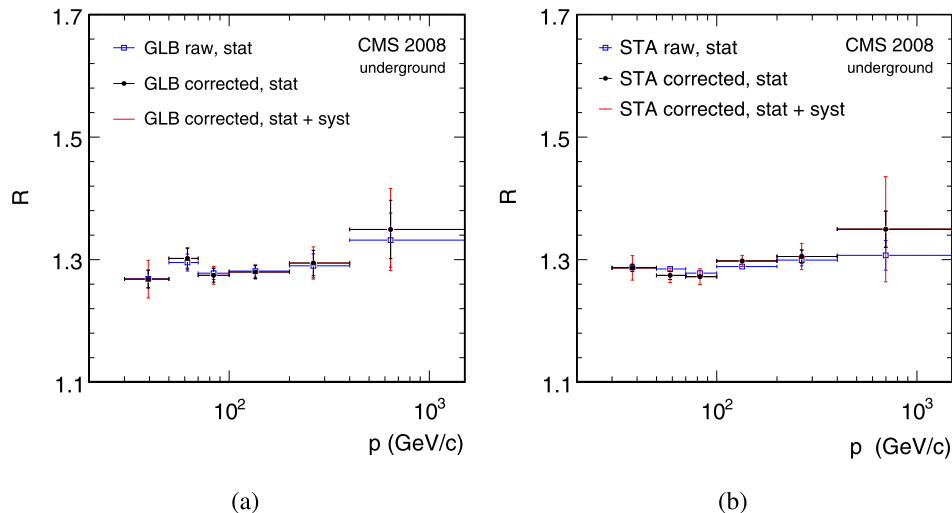 1.7
GLB raw, stat
CMS 2008
underground
GLB corrected, stat
GLB corrected, stat + syst
1.5
R
1.3
1.1
10²
10³
p (GeV/c)
(a)
1.7
STA raw, stat
CMS 2008
underground
STA corrected, stat
STA corrected, stat + syst
1.5
R
1.3
1.1
10²
10³
p (GeV/c)
(b)